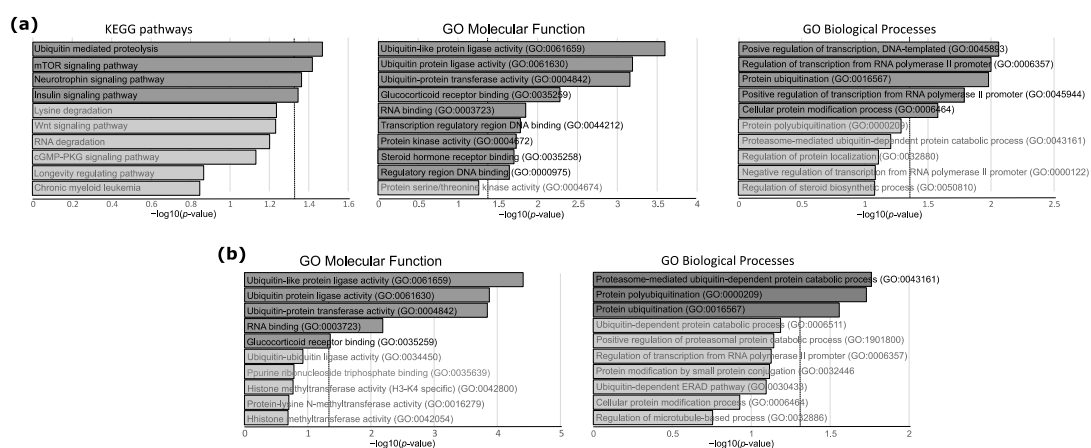 (a)
KEGG pathways
Ubiquitin mediated proteolysis
mTOR signaling pathway
Neurotrophin signaling pathway
Insulin signaling pathway
Lysine degradation
Wnt signaling pathway
RNA degradation
cGMP-PKG signaling pathway
Longevity regulating pathway
Chronic myeloid leukemia
0 0.2 0.4 0.6 0.8 1.0 1.2 1.4 1.6
−log10(p-value)
GO Molecular Function
Ubiquitin-like protein ligase activity (GO:0061659)
Ubiquitin protein ligase activity (GO:0061630)
Ubiquitin-protein transferase activity (GO:0004842)
Glucocorticoid receptor binding (GO:0035259)
RNA binding (GO:0003723)
Transcription regulatory region DNA binding (GO:0044212)
Protein kinase activity (GO:0004672)
Steroid hormone receptor binding (GO:0035258)
Regulatory region DNA binding (GO:0000975)
Protein serine/threonine kinase activity (GO:0004674)
0 0.5 1.0 1.5 2.0 2.5 3.0 3.5 4.0
−log10(p-value)
GO Biological Processes
Posive regulation of transcription, DNA-templated (GO:0045893)
Regulation of transcription from RNA polymerase II promoter (GO:0006357)
Protein ubiquitination (GO:0016567)
Positive regulation of transcription from RNA polymerase II promoter (GO:0045944)
Cellular protein modification process (GO:0006464)
Protein polyubiquitination (GO:0000209)
Proteasome-mediated ubiquitin-dependent protein catabolic process (GO:0043161)
Regulation of protein localization (GO:0032880)
Negative regulation of transcription from RNA polymerase II promoter (GO:0000122)
Regulation of steroid biosynthetic process (GO:0050810)
0 0.5 1.0 1.5 2.0 2.5
−log10(p-value)
(b)
GO Molecular Function
Ubiquitin-like protein ligase activity (GO:0061659)
Ubiquitin protein ligase activity (GO:0061630)
Ubiquitin-protein transferase activity (GO:0004842)
RNA binding (GO:0003723)
Glucocorticoid receptor binding (GO:0035259)
Ubiquitin-ubiquitin ligase activity (GO:0034450)
Ppurine ribonucleoside triphosphate binding (GO:0035639)
Histone methyltransferase activity (H3-K4 specific) (GO:0042800)
Protein-lysine N-methyltransferase activity (GO:0016279)
Hhistone methyltransferase activity (GO:0042054)
0 1 2 3 4 5
−log10(p-value)
GO Biological Processes
Proteasome-mediated ubiquitin-dependent protein catabolic process (GO:0043161)
Protein polyubiquitination (GO:0000209)
Protein ubiquitination (GO:0016567)
Ubiquitin-dependent protein catabolic process (GO:0006511)
Positive regulation of proteasomal protein catabolic process (GO:1901800)
Regulation of transcription from RNA polymerase II promoter (GO:0006357)
Protein modification by small protein conjugation (GO:0032446
Ubiquitin-dependent ERAD pathway (GO:0030433)
Cellular protein modification process (GO:0006464)
Regulation of microtubule-based process (GO:0032886)
0 0.5 1 1.5 2
−log10(p-value)